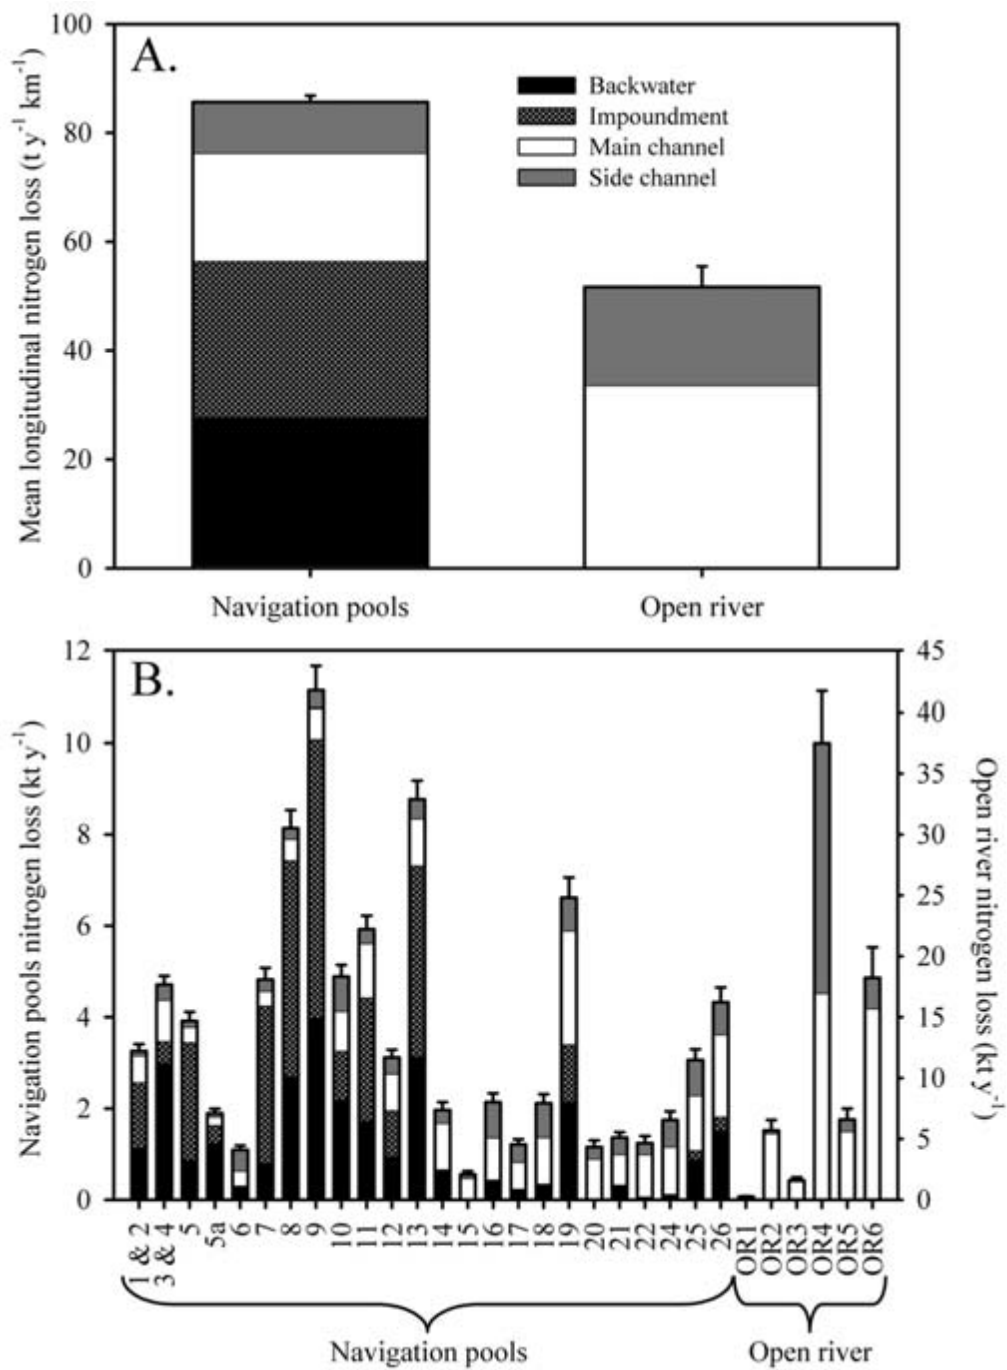 A.
Mean longitudinal nitrogen loss (t y⁻¹ km⁻¹)
100
80
60
40
20
0
Backwater
Impoundment
Main channel
Side channel
Navigation pools
Open river
B.
Navigation pools nitrogen loss (kt y⁻¹)
12
10
8
6
4
2
0
45
40
35
30
25
20
15
10
5
0
Open river nitrogen loss (kt y⁻¹)
1 & 2
3 & 4
5
5a
6
7
8
9
10
11
12
13
14
15
16
17
18
19
20
21
22
24
25
26
OR1
OR2
OR3
OR4
OR5
OR6
Navigation pools
Open river